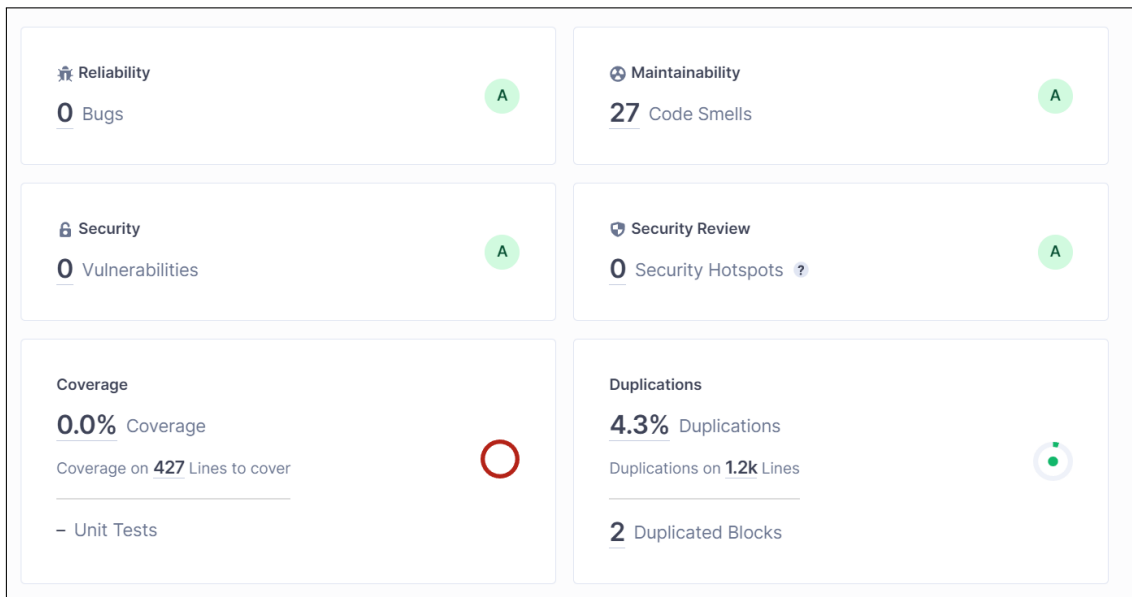 Reliability
0 Bugs
A
Maintainability
27 Code Smells
A
Security
0 Vulnerabilities
A
Security Review
0 Security Hotspots ?
A
Coverage
0.0% Coverage
Coverage on 427 Lines to cover
– Unit Tests
Duplications
4.3% Duplications
Duplications on 1.2k Lines
2 Duplicated Blocks